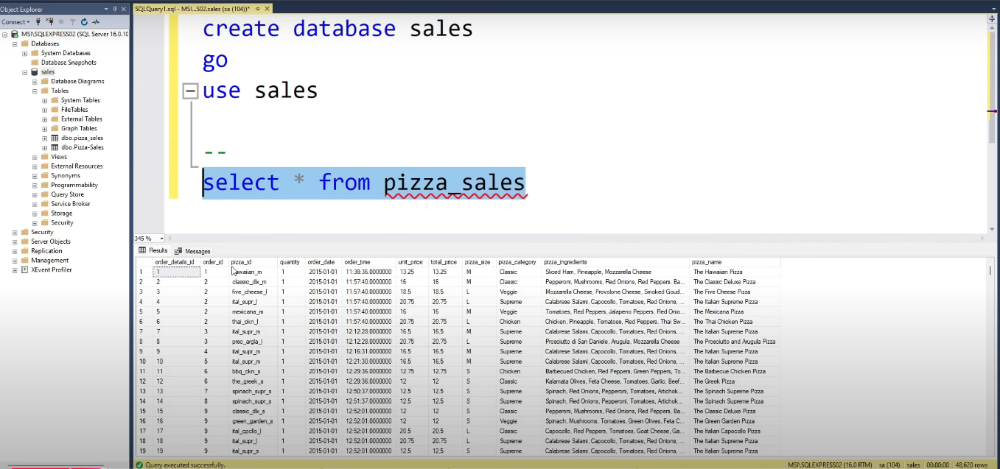 Object Explorer
Connect
MSI\SQLEXPRESS02 (SQL Server 16.0.10
Databases
System Databases
Database Snapshots
sales
Database Diagrams
Tables
System Tables
FileTables
External Tables
Graph Tables
dbo.pizza_sales
dbo.Pizza-Sales
Views
External Resources
Synonyms
Programmability
Query Store
Service Broker
Storage
Security
Security
Server Objects
Replication
Management
XEvent Profiler
SQLQuery1.sql - MSI...S02.sales (sa (104))*
create database sales
go
use sales
--
select * from pizza_sales
345 %
Results Messages
order_details_id order_id pizza_id quantity order_date order_time unit_price total_price pizza_size pizza_category pizza_ingredients pizza_name
1 1 1 hawaiian_m 1 2015-01-01 11:38:36.0000000 13.25 13.25 M Classic Sliced Ham, Pineapple, Mozzarella Cheese The Hawaiian Pizza
2 2 2 classic_dlx_m 1 2015-01-01 11:57:40.0000000 16 16 M Classic Pepperoni, Mushrooms, Red Onions, Red Peppers, Ba... The Classic Deluxe Pizza
3 3 2 five_cheese_l 1 2015-01-01 11:57:40.0000000 18.5 18.5 L Veggie Mozzarella Cheese, Provolone Cheese, Smoked Goud... The Five Cheese Pizza
4 4 2 ital_supr_l 1 2015-01-01 11:57:40.0000000 20.75 20.75 L Supreme Calabrese Salami, Capocollo, Tomatoes, Red Onions, ... The Italian Supreme Pizza
5 5 2 mexicana_m 1 2015-01-01 11:57:40.0000000 16 16 M Veggie Tomatoes, Red Peppers, Jalapeno Peppers, Red Onio... The Mexicana Pizza
6 6 2 thai_ckn_l 1 2015-01-01 11:57:40.0000000 20.75 20.75 L Chicken Chicken, Pineapple, Tomatoes, Red Peppers, Thai Sw... The Thai Chicken Pizza
7 7 3 ital_supr_m 1 2015-01-01 12:12:28.0000000 16.5 16.5 M Supreme Calabrese Salami, Capocollo, Tomatoes, Red Onions, ... The Italian Supreme Pizza
8 8 3 prsc_argla_l 1 2015-01-01 12:12:28.0000000 20.75 20.75 L Supreme Prosciutto di San Daniele, Arugula, Mozzarella Cheese The Prosciutto and Arugula Pizza
9 9 4 ital_supr_m 1 2015-01-01 12:16:31.0000000 16.5 16.5 M Supreme Calabrese Salami, Capocollo, Tomatoes, Red Onions, ... The Italian Supreme Pizza
10 10 5 ital_supr_m 1 2015-01-01 12:21:30.0000000 16.5 16.5 M Supreme Calabrese Salami, Capocollo, Tomatoes, Red Onions, ... The Italian Supreme Pizza
11 11 6 bbq_ckn_s 1 2015-01-01 12:29:36.0000000 12.75 12.75 S Chicken Barbecued Chicken, Red Peppers, Green Peppers, To... The Barbecue Chicken Pizza
12 12 6 the_greek_s 1 2015-01-01 12:29:36.0000000 12 12 S Classic Kalamata Olives, Feta Cheese, Tomatoes, Garlic, Beef... The Greek Pizza
13 13 7 spinach_supr_s 1 2015-01-01 12:50:37.0000000 12.5 12.5 S Supreme Spinach, Red Onions, Pepperoni, Tomatoes, Artichok... The Spinach Supreme Pizza
14 14 8 spinach_supr_s 1 2015-01-01 12:51:37.0000000 12.5 12.5 S Supreme Spinach, Red Onions, Pepperoni, Tomatoes, Artichok... The Spinach Supreme Pizza
15 15 9 classic_dlx_s 1 2015-01-01 12:52:01.0000000 12 12 S Classic Pepperoni, Mushrooms, Red Onions, Red Peppers, Ba... The Classic Deluxe Pizza
16 16 9 green_garden_s 1 2015-01-01 12:52:01.0000000 12 12 S Veggie Spinach, Mushrooms, Tomatoes, Green Olives, Feta C... The Green Garden Pizza
17 17 9 ital_cpcllo_l 1 2015-01-01 12:52:01.0000000 20.5 20.5 L Classic Capocollo, Red Peppers, Tomatoes, Goat Cheese, Ga... The Italian Capocollo Pizza
18 18 9 ital_supr_l 1 2015-01-01 12:52:01.0000000 20.75 20.75 L Supreme Calabrese Salami, Capocollo, Tomatoes, Red Onions, ... The Italian Supreme Pizza
19 19 9 ital_supr_s 1 2015-01-01 12:52:01.0000000 12.5 12.5 S Supreme Calabrese Salami, Capocollo, Tomatoes, Red Onions, ... The Italian Supreme Pizza
Query executed successfully. MSI\SQLEXPRESS02 (16.0 RTM) sa (104) sales 00:00:00 48,620 rows